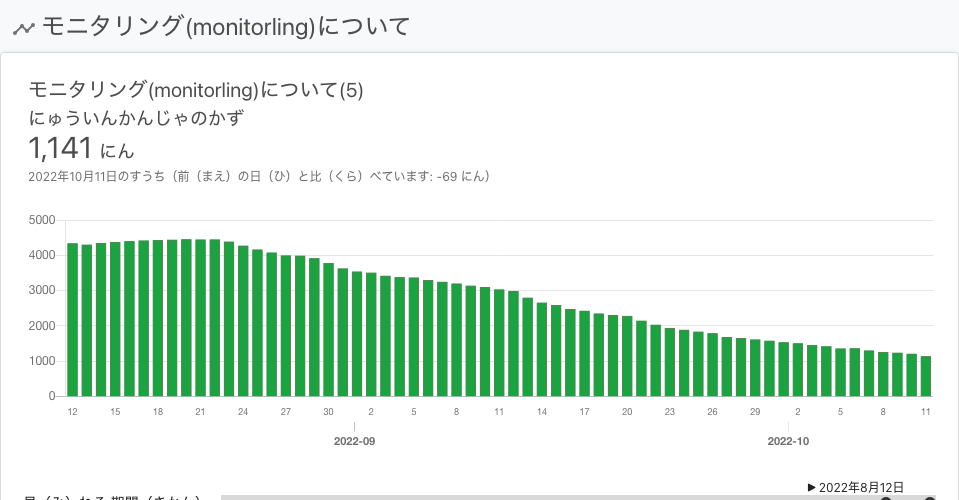 モニタリング(monitorling)について
モニタリング(monitorling)について(5)
にゅういんかんじゃのかず
1,141 にん
2022年10月11日のすうち（前（まえ）の日（ひ）と比（くら）べています: -69 にん）
5000
4000
3000
2000
1000
0
12 15 18 21 24 27 30 2 5 8 11 14 17 20 23 26 29 2 5 8 11
2022-09 2022-10
▶ 2022年8月12日